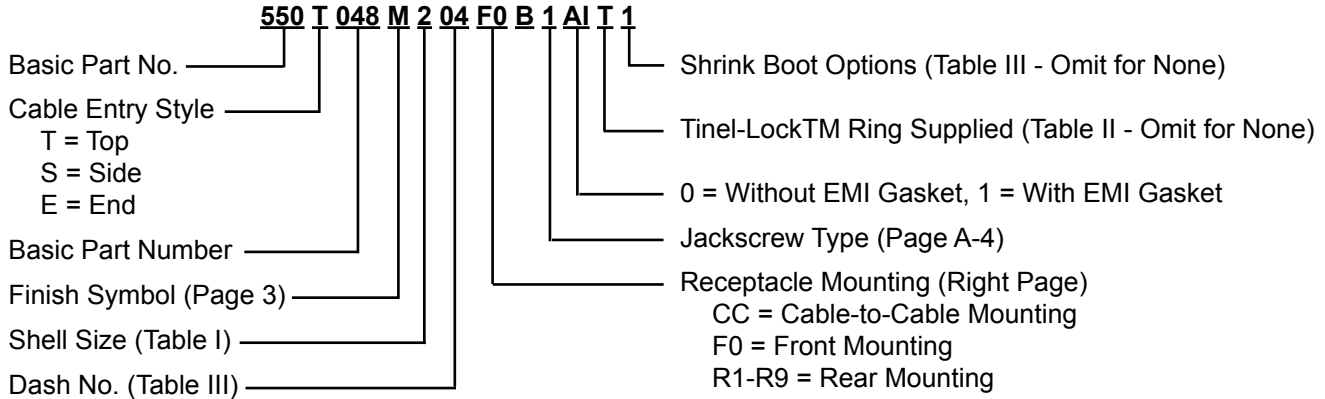 550 T 048 M 2 04 F0 B 1 AI T 1
Basic Part No.
Cable Entry Style
T = Top
S = Side
E = End
Basic Part Number
Finish Symbol (Page 3)
Shell Size (Table I)
Dash No. (Table III)
Shrink Boot Options (Table III - Omit for None)
Tinel-LockTM Ring Supplied (Table II - Omit for None)
0 = Without EMI Gasket, 1 = With EMI Gasket
Jackscrew Type (Page A-4)
Receptacle Mounting (Right Page)
CC = Cable-to-Cable Mounting
F0 = Front Mounting
R1-R9 = Rear Mounting